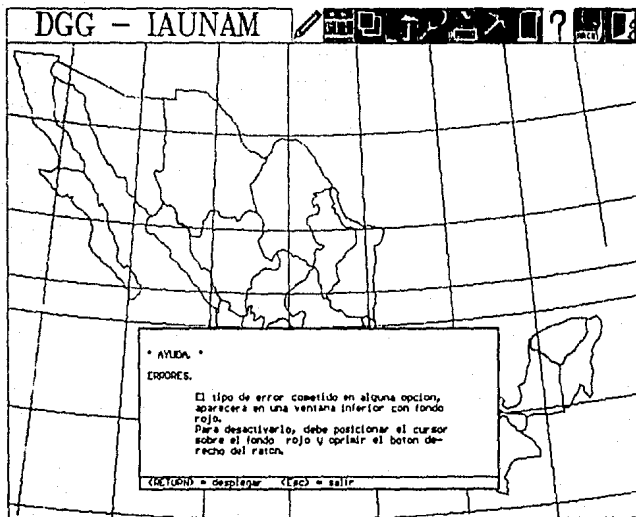 DGG - IAUNAM
?
* AYUDA. *
ERRORES.
El tipo de error cometido en alguna opcion,
aparecera en una ventana inferior con fondo
rojo.
Para desactivarlo, debe posicionar el cursor
sobre el fondo rojo y oprimir el boton de-
recho del raton.
<RETURN> = desplegar <Esc> = salir